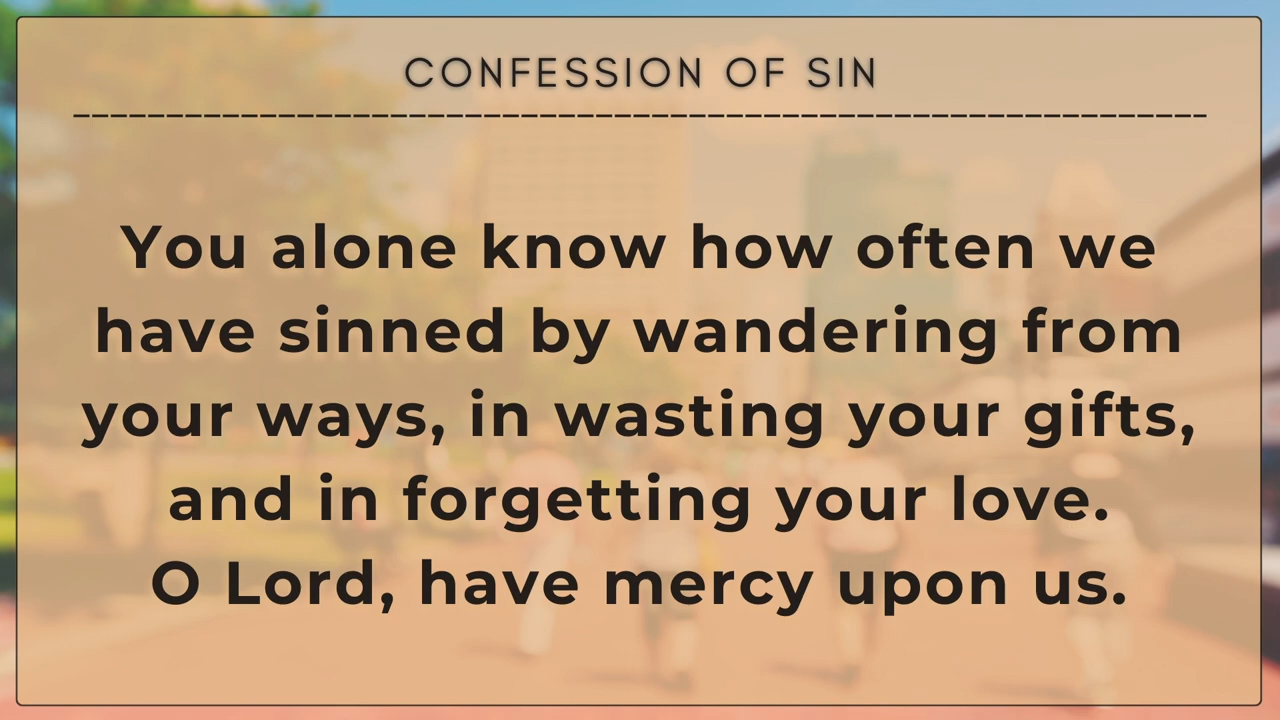 CONFESSION OF SIN
You alone know how often we
have sinned by wandering from
your ways, in wasting your gifts,
and in forgetting your love.
O Lord, have mercy upon us.